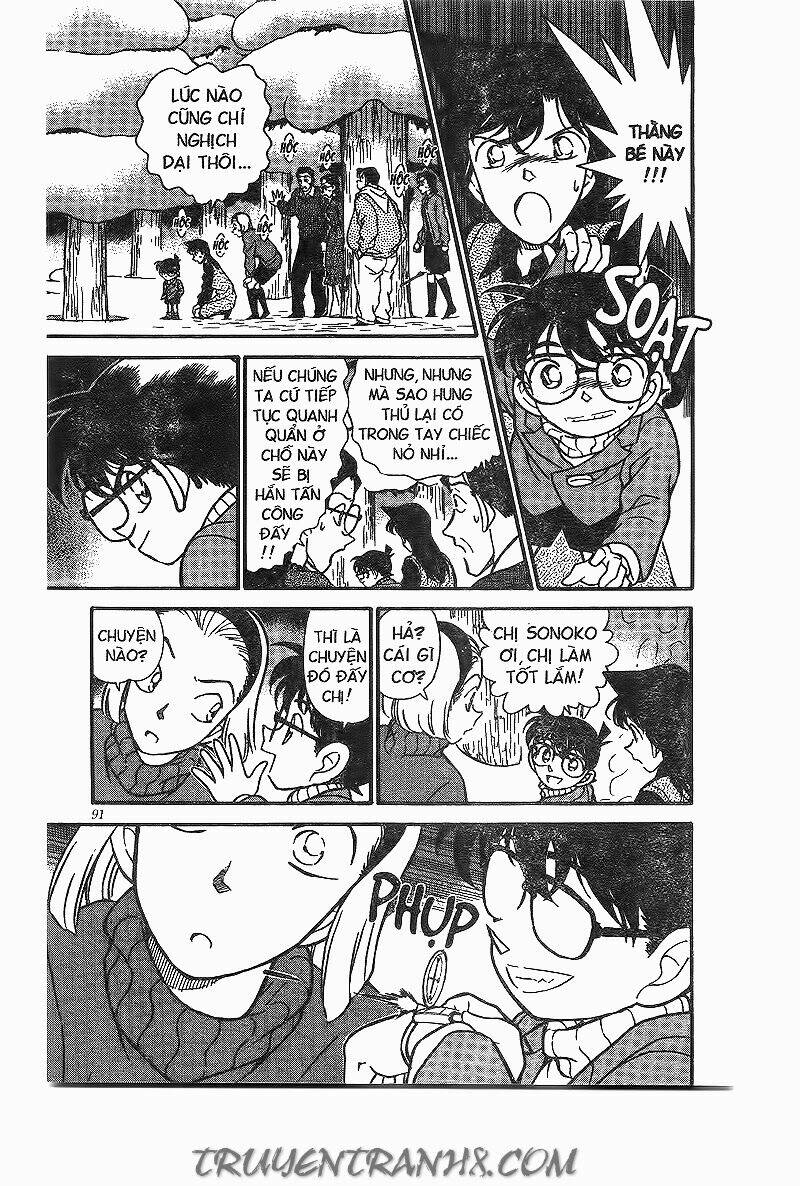 LÚC NÀO
CŨNG CHỈ
NGHỊCH
DẠI THÔI...
HỘC
HỘC
HỘC
HỘC
HỘC
HỘC
THẰNG
BÉ NÀY
!!!
SOẠT
NẾU CHÚNG
TA CỨ TIẾP
TỤC QUANH
QUẨN Ở
CHỖ NÀY
SẼ BỊ
HẮN TẤN
CÔNG
ĐẤY
!!
NHƯNG, NHƯNG
MÀ SAO HUNG
THỦ LẠI CÓ
TRONG TAY CHIẾC
NỎ NHỈ...
CHUYỆN
NÀO?
THÌ LÀ
CHUYỆN
ĐÓ ĐẤY
CHỊ!
HẢ?
CÁI GÌ
CƠ?
CHỊ SONOKO
ƠI, CHỊ LÀM
TỐT LẮM!
91
PHỤP
TRUYENTRANH8.COM